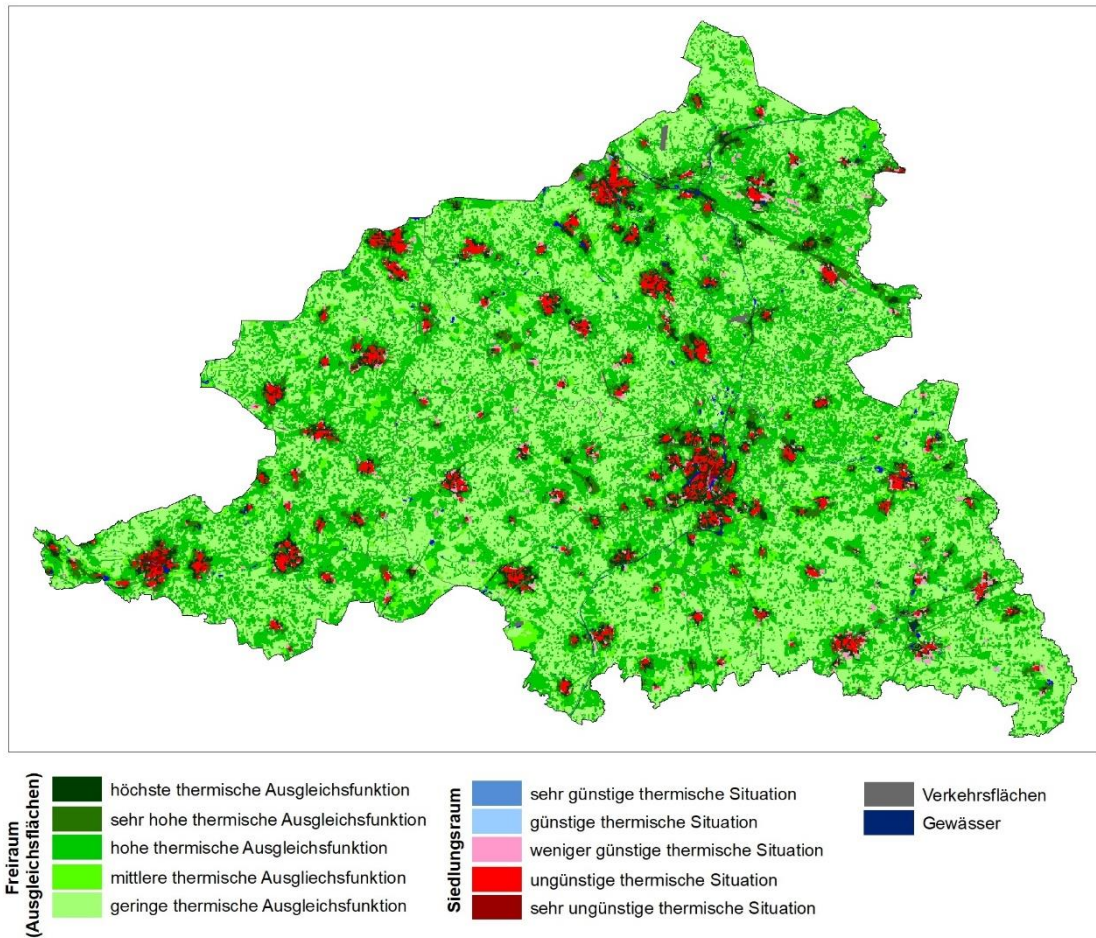 Freiraum
(Ausgleichsflächen)
höchste thermische Ausgleichsfunktion
sehr hohe thermische Ausgleichsfunktion
hohe thermische Ausgleichsfunktion
mittlere thermische Ausgliechsfunktion
geringe thermische Ausgleichsfunktion
Siedlungsraum
sehr günstige thermische Situation
günstige thermische Situation
weniger günstige thermische Situation
ungünstige thermische Situation
sehr ungünstige thermische Situation
Verkehrsflächen
Gewässer